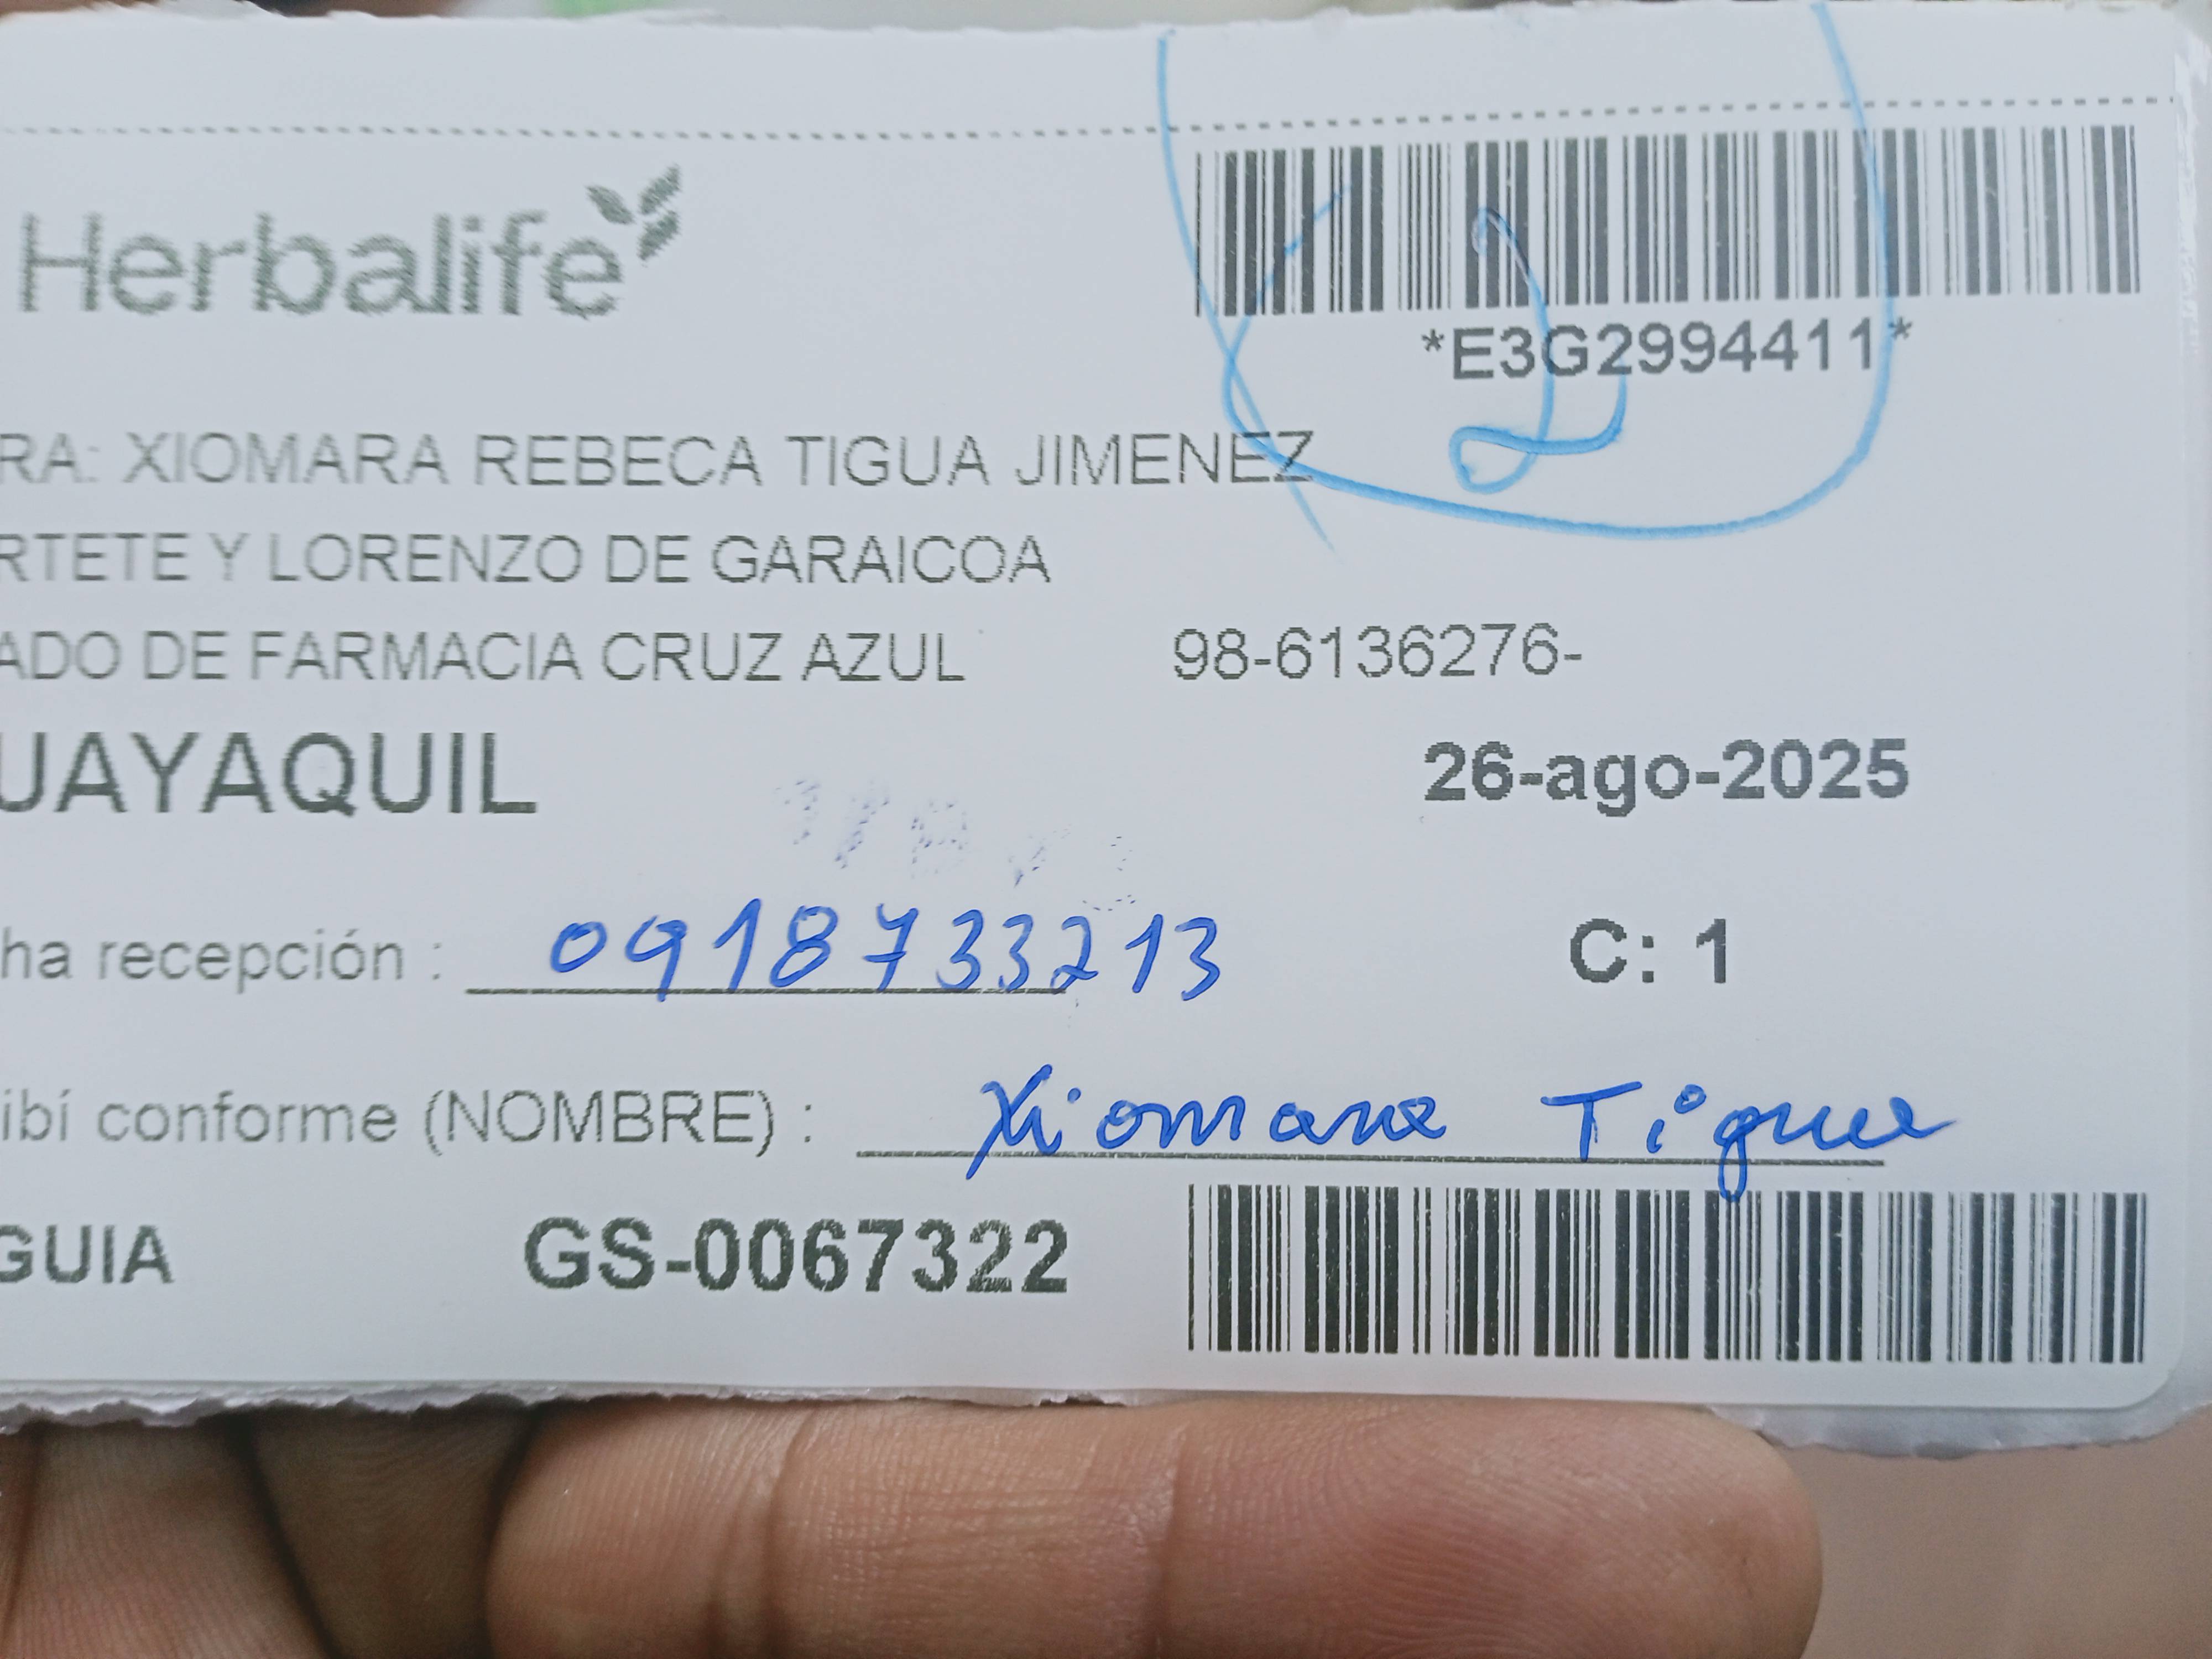 Herbalife
*E3G2994411*
2
RA: XIOMARA REBECA TIGUA JIMENEZ
RTETE Y LORENZO DE GARAICOA
ADO DE FARMACIA CRUZ AZUL 98-6136276-
UAYAQUIL 26-ago-2025
ha recepción : 0918733213 C: 1
ibí conforme (NOMBRE) : Xiomara Tigua
GUIA GS-0067322